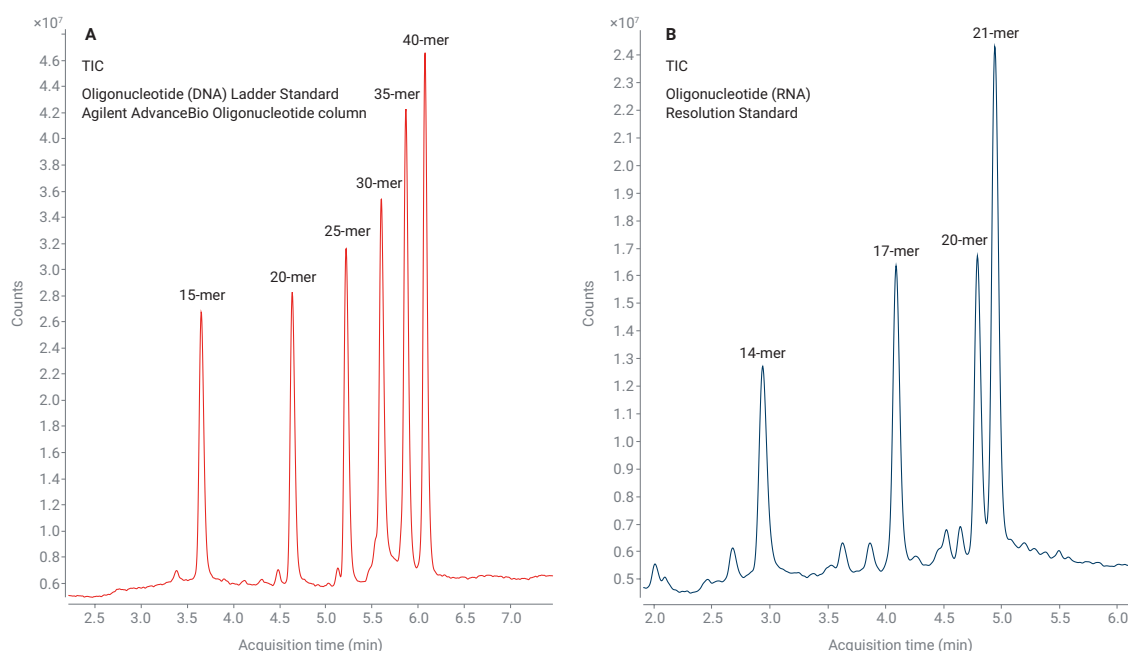 ×10⁷
A
TIC
Oligonucleotide (DNA) Ladder Standard
Agilent AdvanceBio Oligonucleotide column
15-mer
20-mer
25-mer
30-mer
35-mer
40-mer
4.6
4.4
4.2
4.0
3.8
3.6
3.4
3.2
3.0
2.8
2.6
2.4
2.2
2.0
1.8
1.6
1.4
1.2
1.0
0.8
0.6
Counts
2.5 3.0 3.5 4.0 4.5 5.0 5.5 6.0 6.5 7.0
Acquisition time (min)
×10⁷
B
TIC
Oligonucleotide (RNA)
Resolution Standard
14-mer
17-mer
20-mer
21-mer
2.4
2.3
2.2
2.1
2.0
1.9
1.8
1.7
1.6
1.5
1.4
1.3
1.2
1.1
1.0
0.9
0.8
0.7
0.6
0.5
Counts
2.0 2.5 3.0 3.5 4.0 4.5 5.0 5.5 6.0
Acquisition time (min)